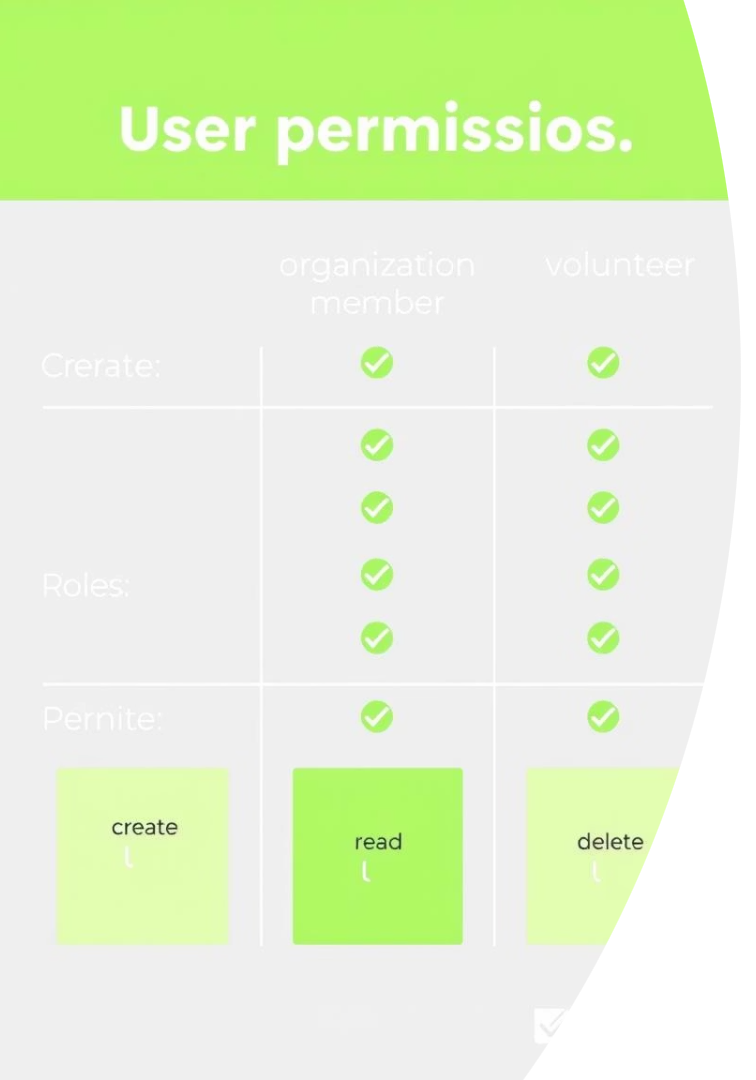 User permissios.
organization
member
volunteer
Crerate:
Roles:
Pernite:
create
read
delete